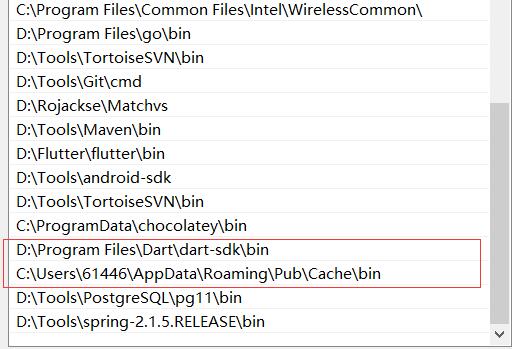 C:\Program Files\Common Files\Intel\WirelessCommon\
D:\Program Files\go\bin
D:\Tools\TortoiseSVN\bin
D:\Tools\Git\cmd
D:\Rojackse\Matchvs
D:\Tools\Maven\bin
D:\Flutter\flutter\bin
D:\Tools\android-sdk
D:\Tools\TortoiseSVN\bin
C:\ProgramData\chocolatey\bin
D:\Program Files\Dart\dart-sdk\bin
C:\Users\61446\AppData\Roaming\Pub\Cache\bin
D:\Tools\PostgreSQL\pg11\bin
D:\Tools\spring-2.1.5.RELEASE\bin